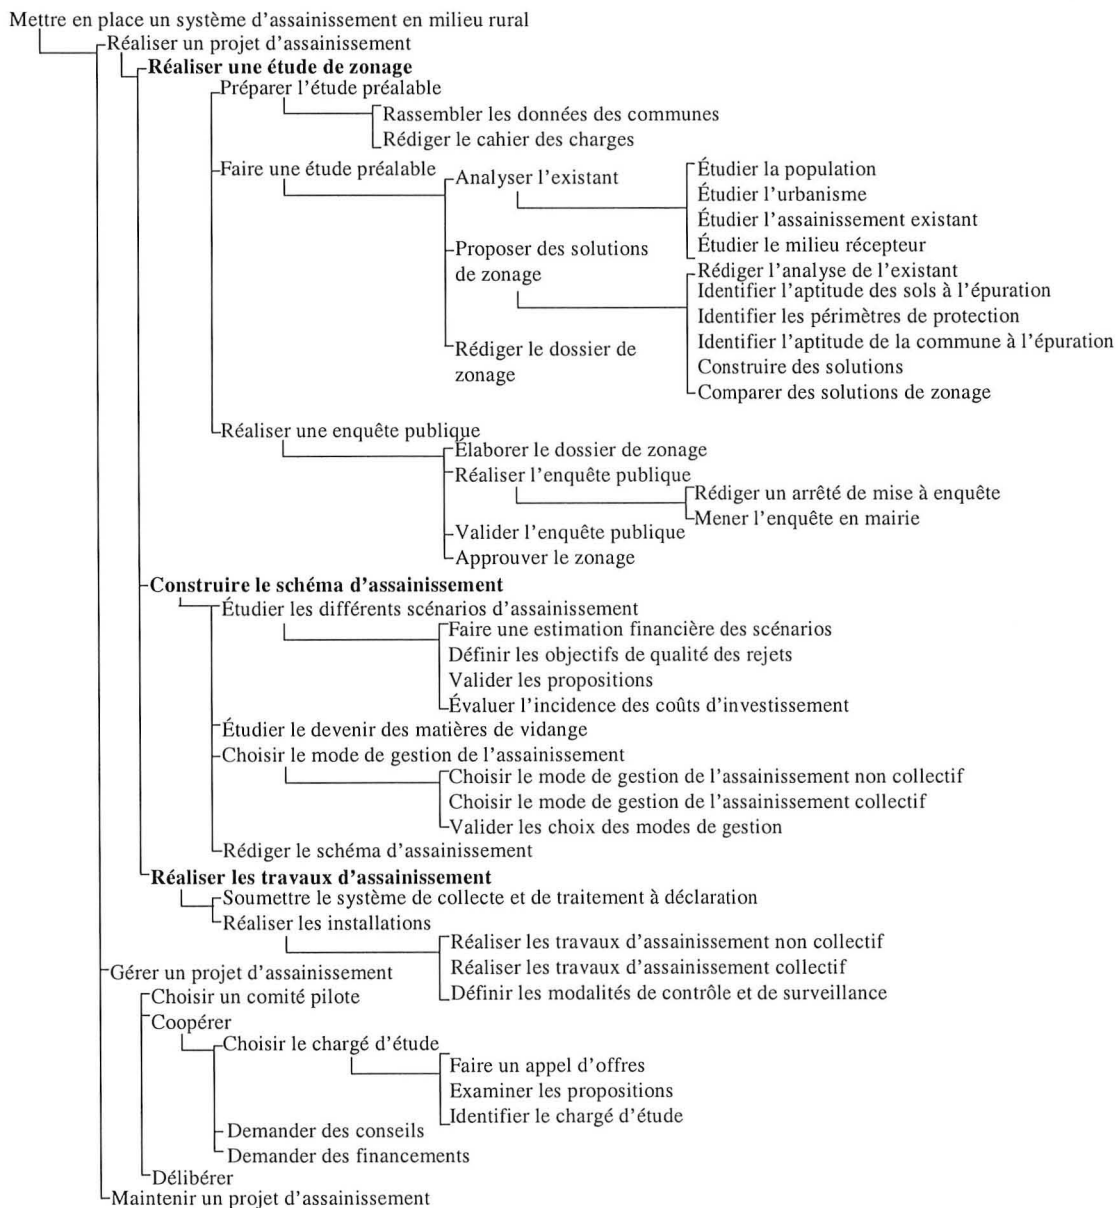 Mettre en place un système d'assainissement en milieu rural
Réaliser un projet d'assainissement
Réaliser une étude de zonage
Préparer l'étude préalable
Rassembler les données des communes
Rédiger le cahier des charges
Faire une étude préalable
Analyser l'existant
Étudier la population
Étudier l'urbanisme
Étudier l'assainissement existant
Étudier le milieu récepteur
Proposer des solutions
de zonage
Rédiger l'analyse de l'existant
Identifier l'aptitude des sols à l'épuration
Identifier les périmètres de protection
Identifier l'aptitude de la commune à l'épuration
Construire des solutions
Comparer des solutions de zonage
Rédiger le dossier de
zonage
Réaliser une enquête publique
Élaborer le dossier de zonage
Réaliser l'enquête publique
Rédiger un arrêté de mise à enquête
Mener l'enquête en mairie
Valider l'enquête publique
Approuver le zonage
Construire le schéma d'assainissement
Étudier les différents scénarios d'assainissement
Faire une estimation financière des scénarios
Définir les objectifs de qualité des rejets
Valider les propositions
Évaluer l'incidence des coûts d'investissement
Étudier le devenir des matières de vidange
Choisir le mode de gestion de l'assainissement
Choisir le mode de gestion de l'assainissement non collectif
Choisir le mode de gestion de l'assainissement collectif
Valider les choix des modes de gestion
Rédiger le schéma d'assainissement
Réaliser les travaux d'assainissement
Soumettre le système de collecte et de traitement à déclaration
Réaliser les installations
Réaliser les travaux d'assainissement non collectif
Réaliser les travaux d'assainissement collectif
Définir les modalités de contrôle et de surveillance
Gérer un projet d'assainissement
Choisir un comité pilote
Coopérer
Choisir le chargé d'étude
Faire un appel d'offres
Examiner les propositions
Identifier le chargé d'étude
Demander des conseils
Demander des financements
Délibérer
Maintenir un projet d'assainissement